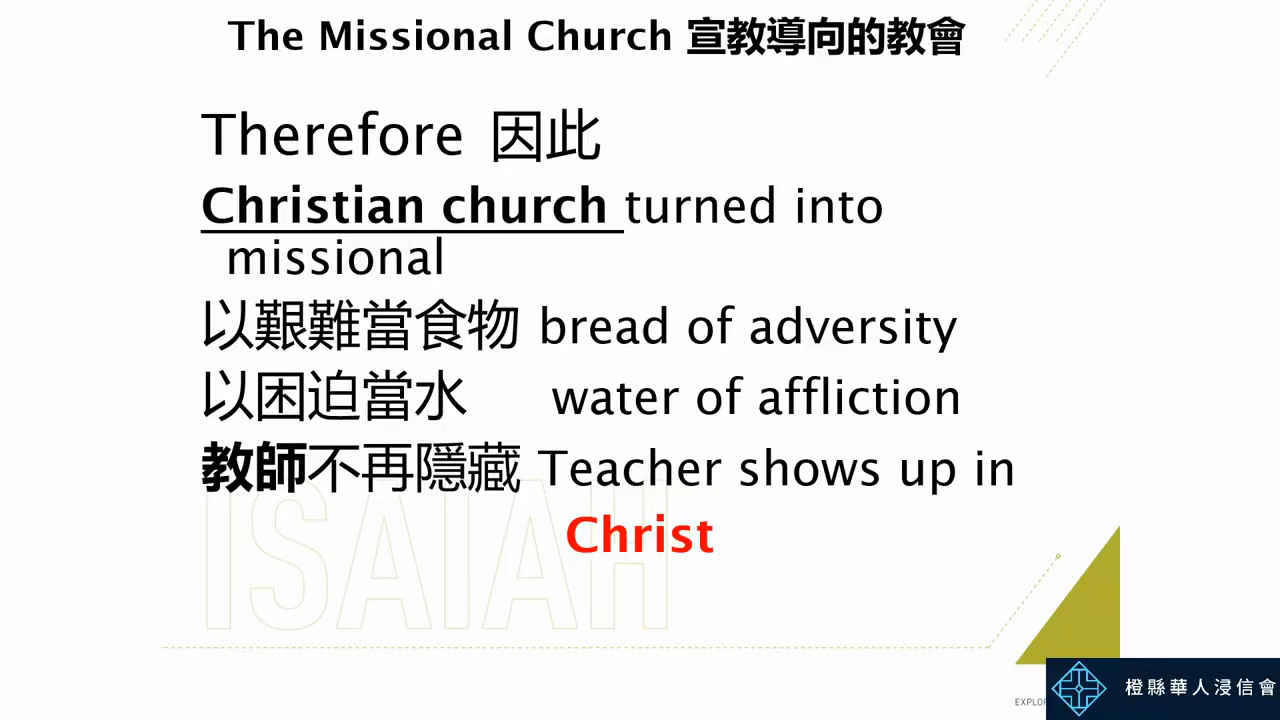 The Missional Church 宣教導向的教會
Therefore 因此
Christian church turned into
missional
以艱難當食物 bread of adversity
以困迫當水 water of affliction
教師不再隱藏 Teacher shows up in
Christ
ISAIAH
橙縣華人浸信會